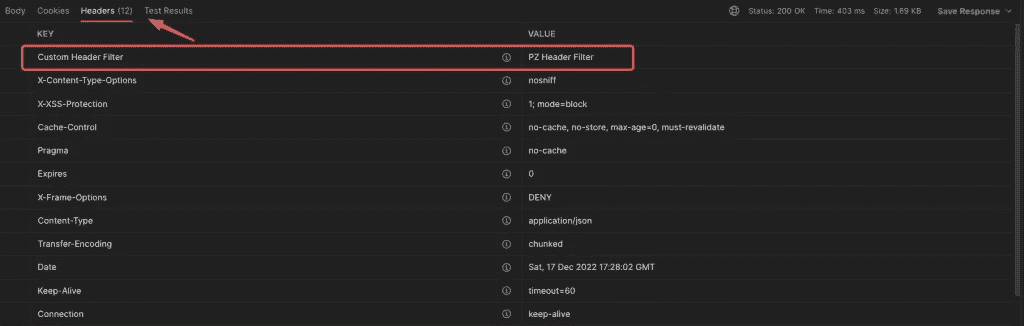 Body Cookies Headers (12) Test Results Status: 200 OK Time: 403 ms Size: 1.69 KB Save Response
KEY VALUE
Custom Header Filter PZ Header Filter
X-Content-Type-Options nosniff
X-XSS-Protection 1; mode=block
Cache-Control no-cache, no-store, max-age=0, must-revalidate
Pragma no-cache
Expires 0
X-Frame-Options DENY
Content-Type application/json
Transfer-Encoding chunked
Date Sat, 17 Dec 2022 17:28:02 GMT
Keep-Alive timeout=60
Connection keep-alive